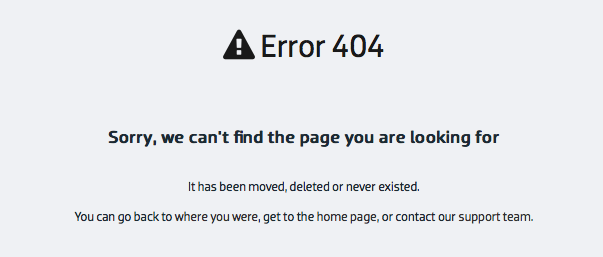 Error 404
Sorry, we can't find the page you are looking for
It has been moved, deleted or never existed.
You can go back to where you were, get to the home page, or contact our support team.